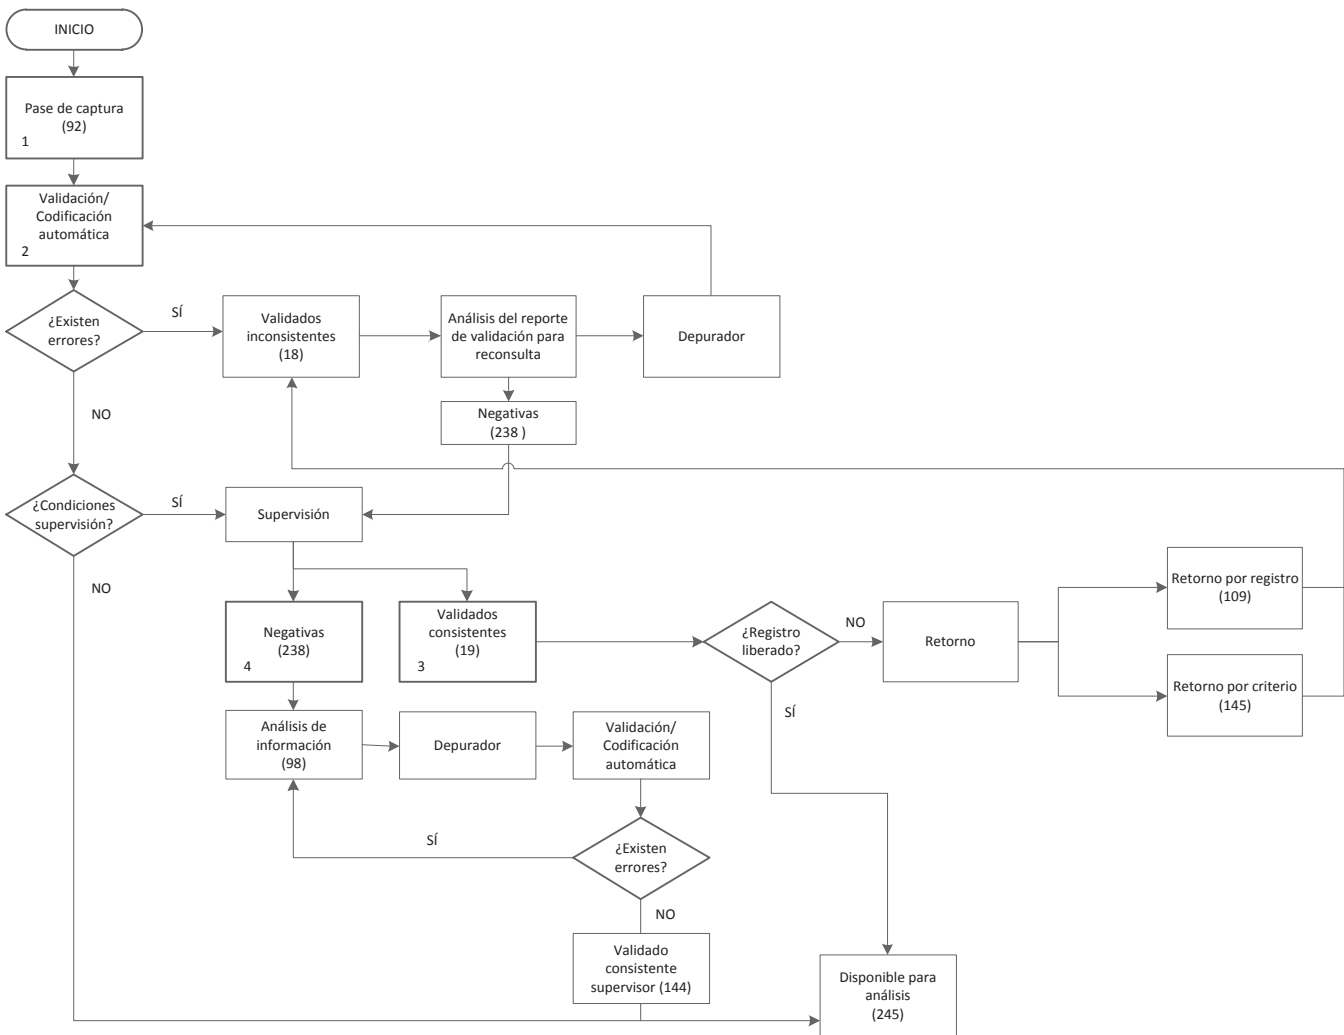 INICIO
Pase de captura
(92)
1
Validación/
Codificación
automática
2
¿Existen
errores?
SÍ
Validados
inconsistentes
(18)
Análisis del reporte
de validación para
reconsulta
Depurador
NO
Negativas
(238 )
¿Condiciones
supervisión?
SÍ
Supervisión
NO
Negativas
(238)
4
Validados
consistentes
(19)
3
¿Registro
liberado?
NO
Retorno
Retorno por registro
(109)
Retorno por criterio
(145)
SÍ
Análisis de
información
(98)
Depurador
Validación/
Codificación
automática
SÍ
¿Existen
errores?
NO
Validado
consistente
supervisor (144)
Disponible para
análisis
(245)